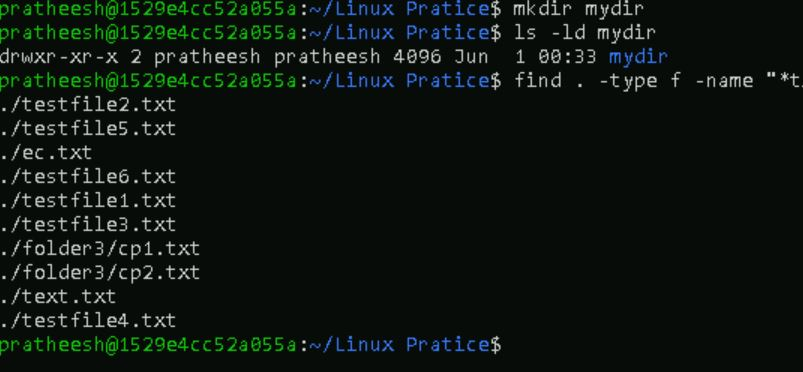 pratheesh@1529e4cc52a055a:~/Linux Pratice$ mkdir mydir
pratheesh@1529e4cc52a055a:~/Linux Pratice$ ls -ld mydir
drwxr-xr-x 2 pratheesh pratheesh 4096 Jun  1 00:33 mydir
pratheesh@1529e4cc52a055a:~/Linux Pratice$ find . -type f -name "*t
./testfile2.txt
./testfile5.txt
./ec.txt
./testfile6.txt
./testfile1.txt
./testfile3.txt
./folder3/cp1.txt
./folder3/cp2.txt
./text.txt
./testfile4.txt
pratheesh@1529e4cc52a055a:~/Linux Pratice$